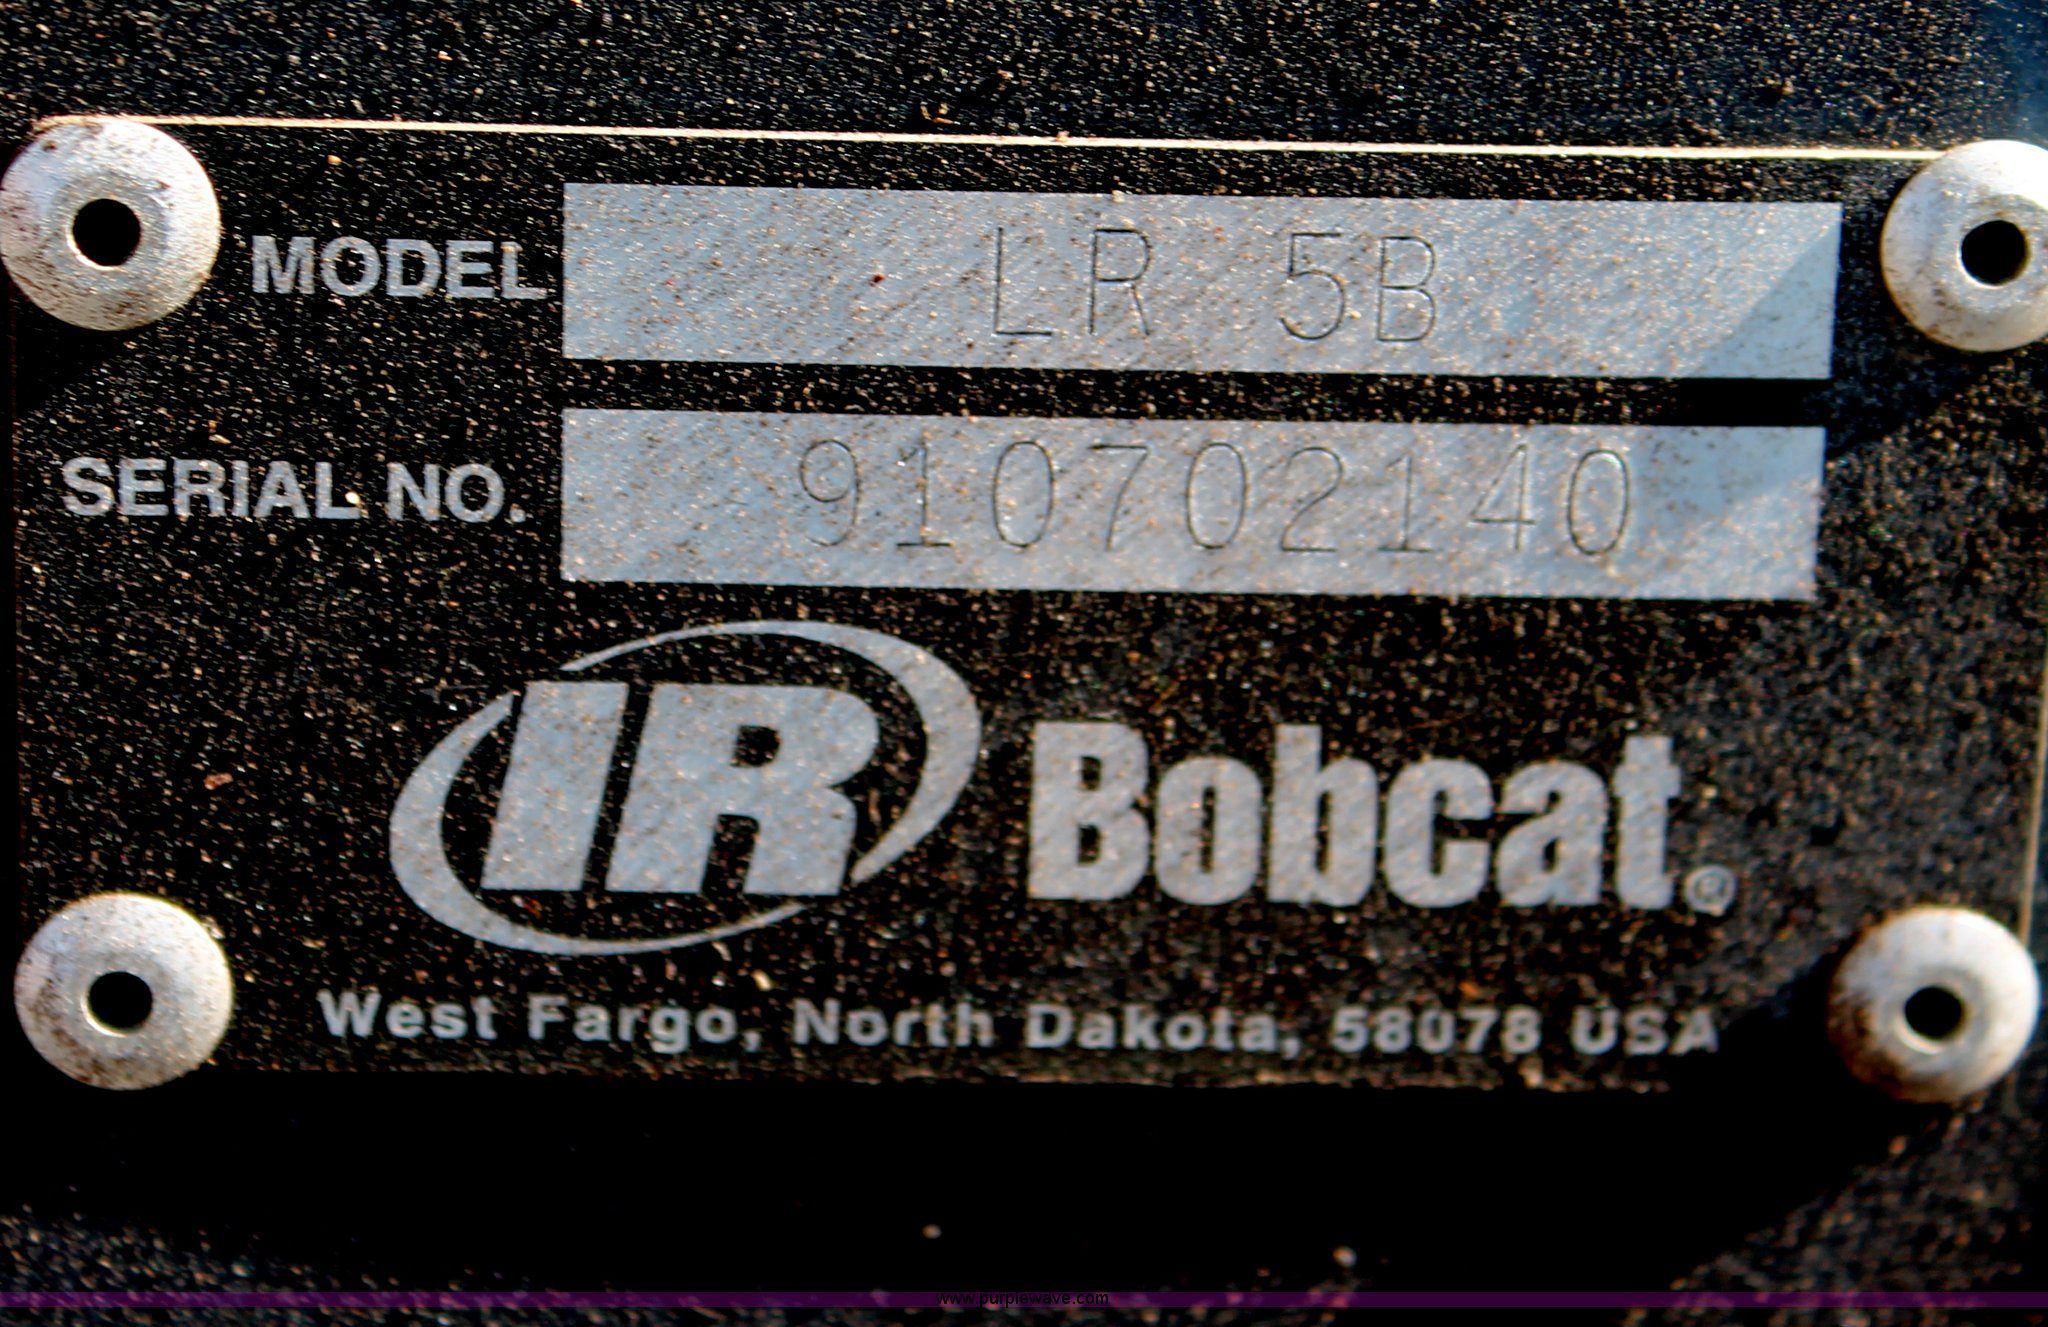 MODEL LR 5B
SERIAL NO. 910702140
IR Bobcat®
West Fargo, North Dakota, 58078 USA
www.purplewave.com